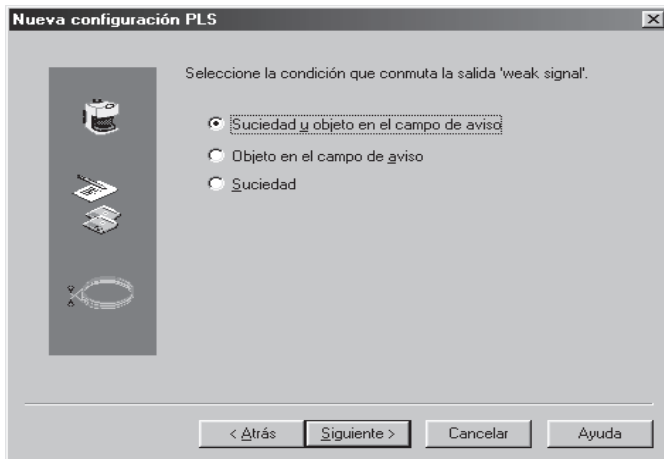 Nueva configuración PLS
Seleccione la condición que conmuta la salida 'weak signal'.
Suciedad y objeto en el campo de aviso
Objeto en el campo de aviso
Suciedad
< Atrás Siguiente > Cancelar Ayuda